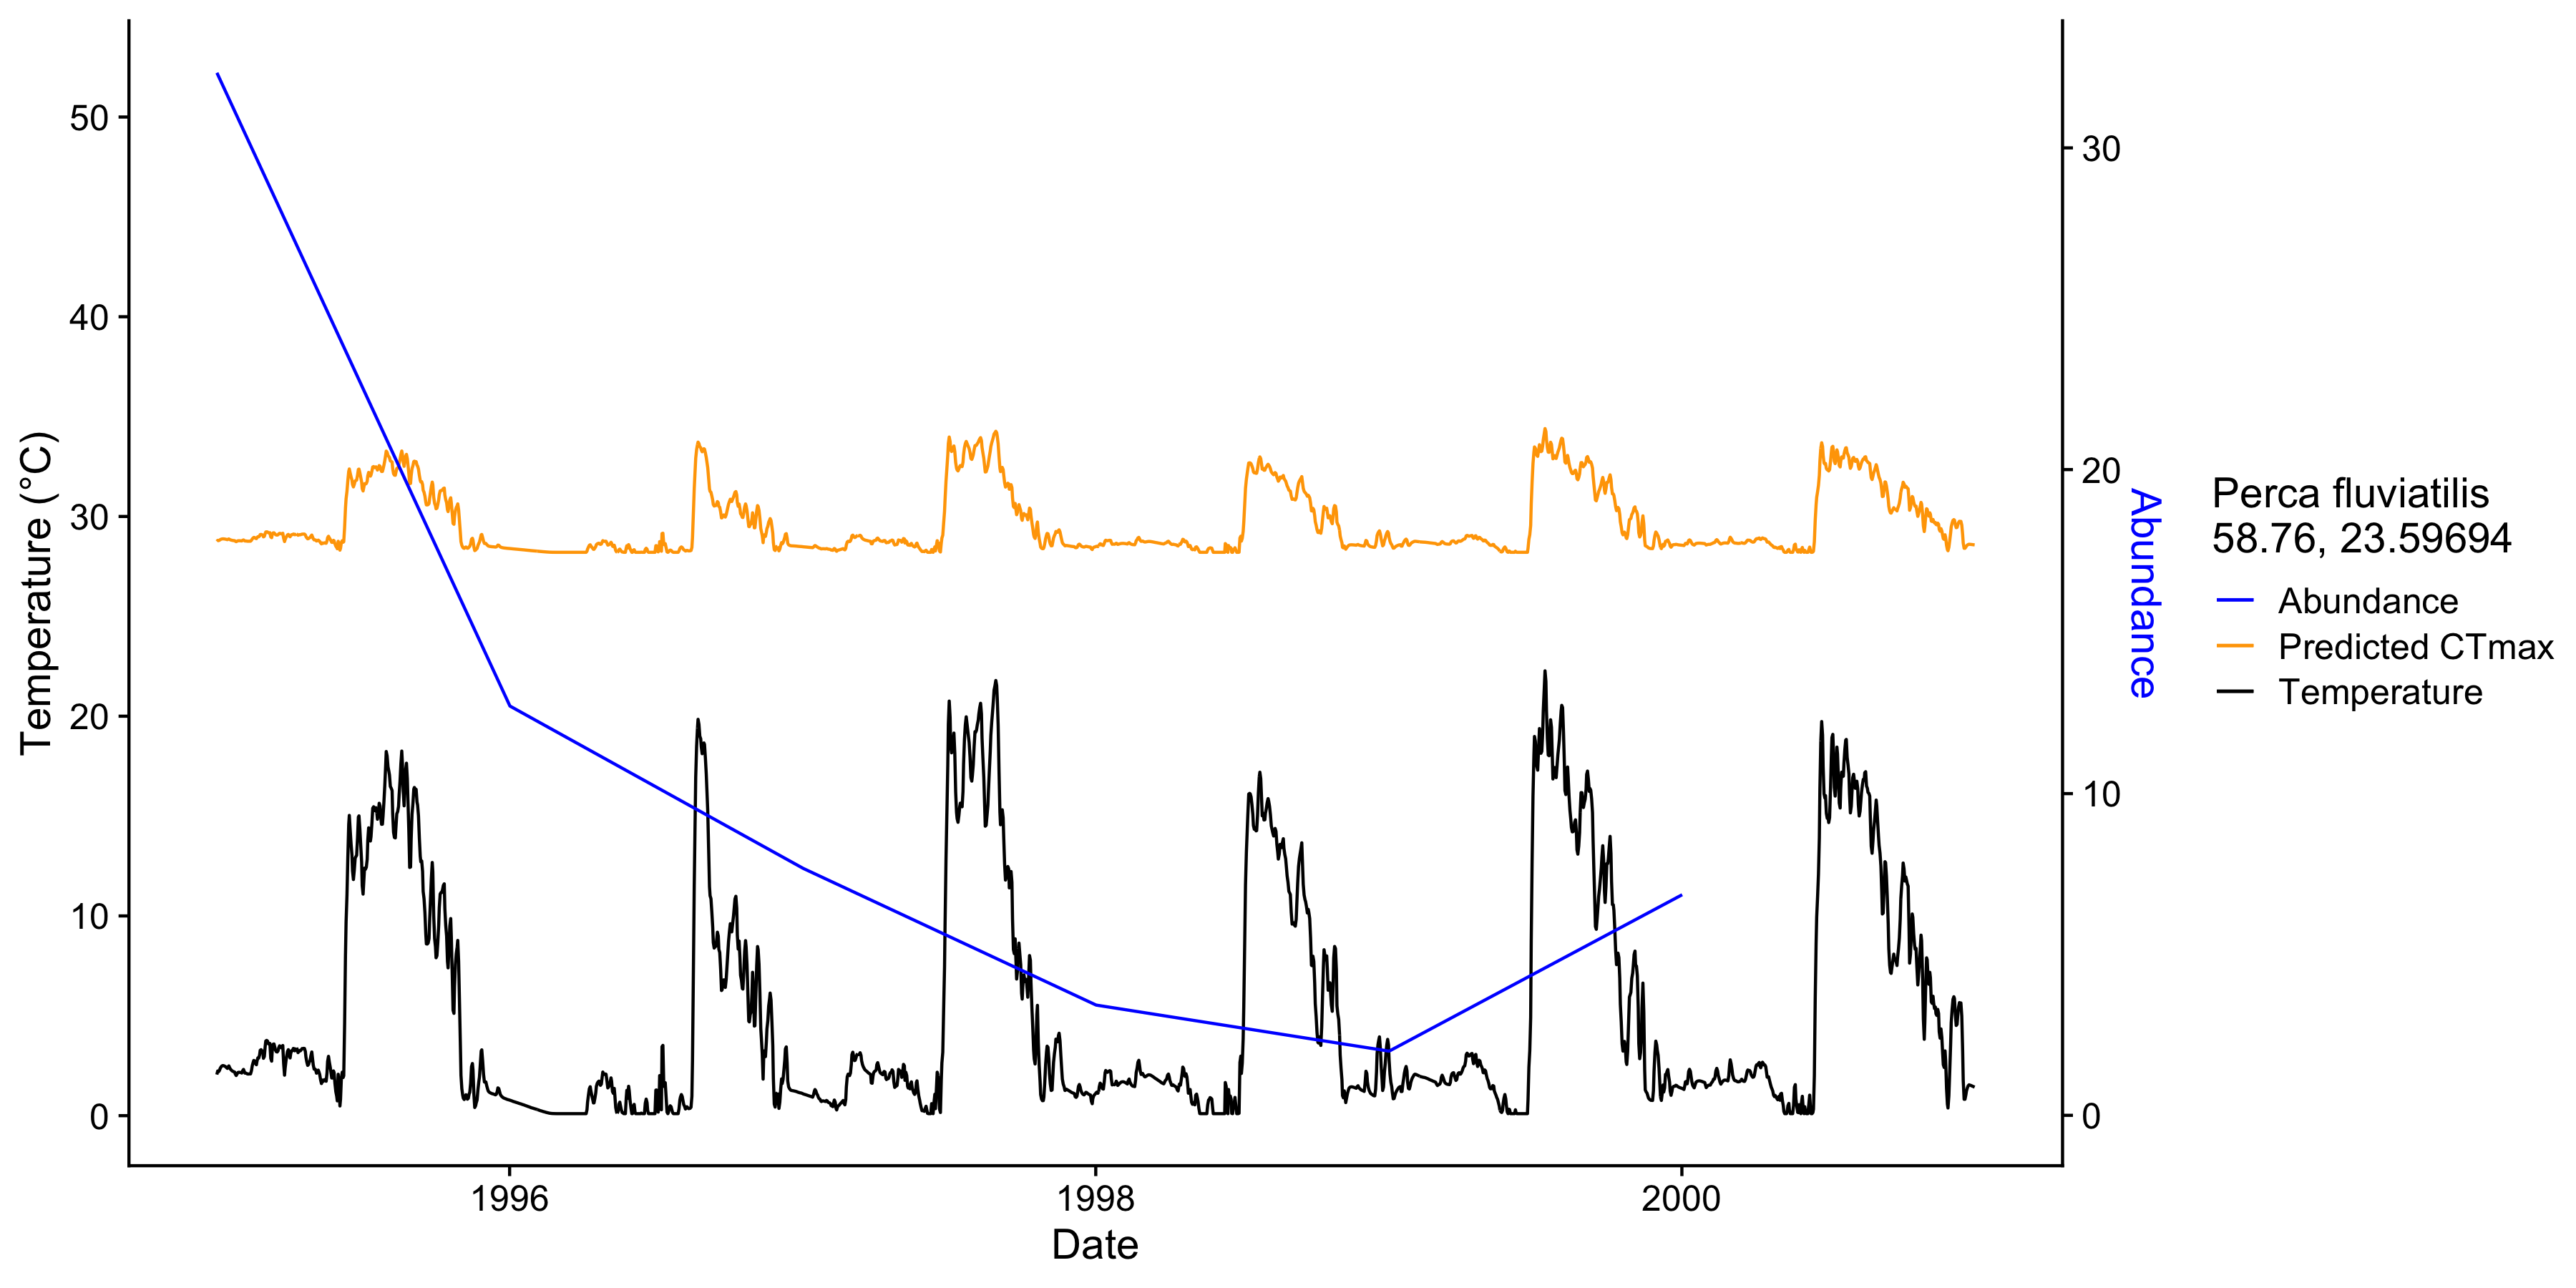 50
40
30
20
10
0
Temperature (°C)
1996
1998
2000
Date
30
20
10
0
Abundance
Perca fluviatilis
58.76, 23.59694
Abundance
Predicted CTmax
Temperature